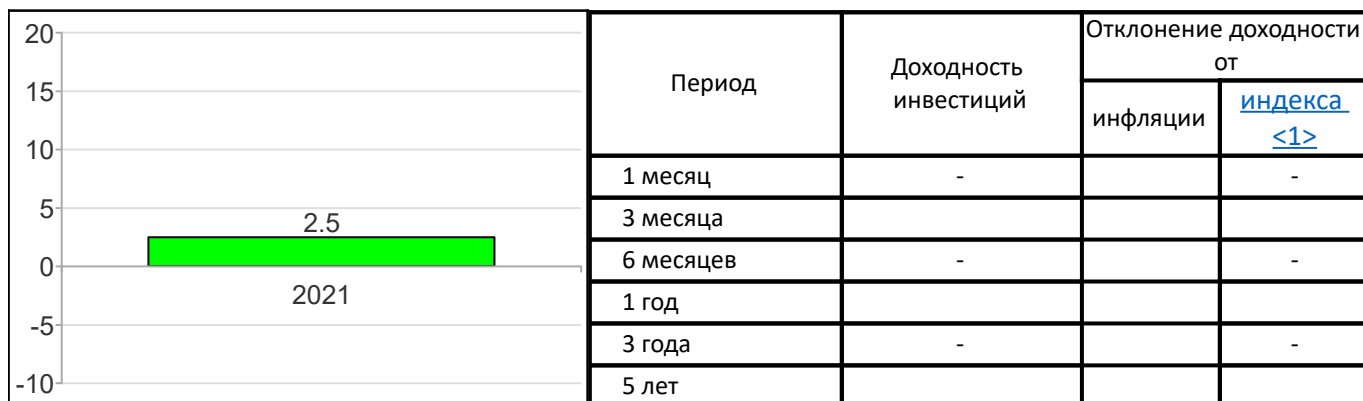 20
15
10
5
0
-5
-10
2.5
2021
Период
Доходность
инвестиций
Отклонение доходности
от
инфляции
индекса
<1>
1 месяц - -
3 месяца
6 месяцев - -
1 год
3 года - -
5 лет